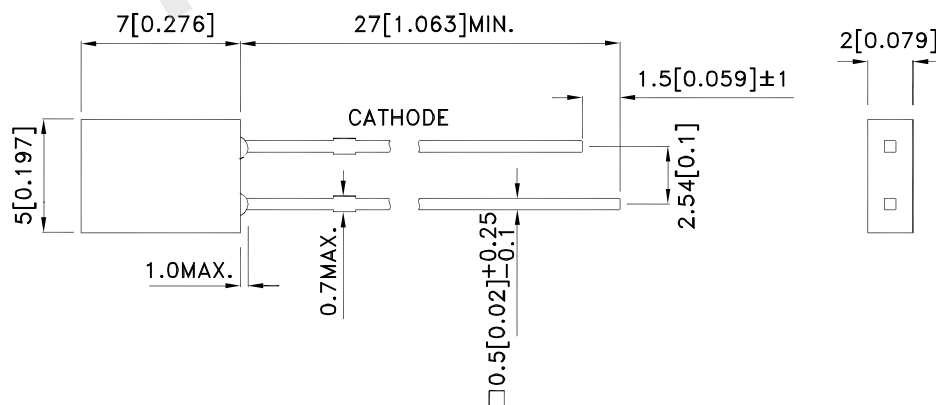 7[0.276]
27[1.063]MIN.
2[0.079]
1.5[0.059]±1
CATHODE
5[0.197]
2.54[0.1]
1.0MAX.
0.7MAX.
□0.5[0.02]+0.25
-0.1